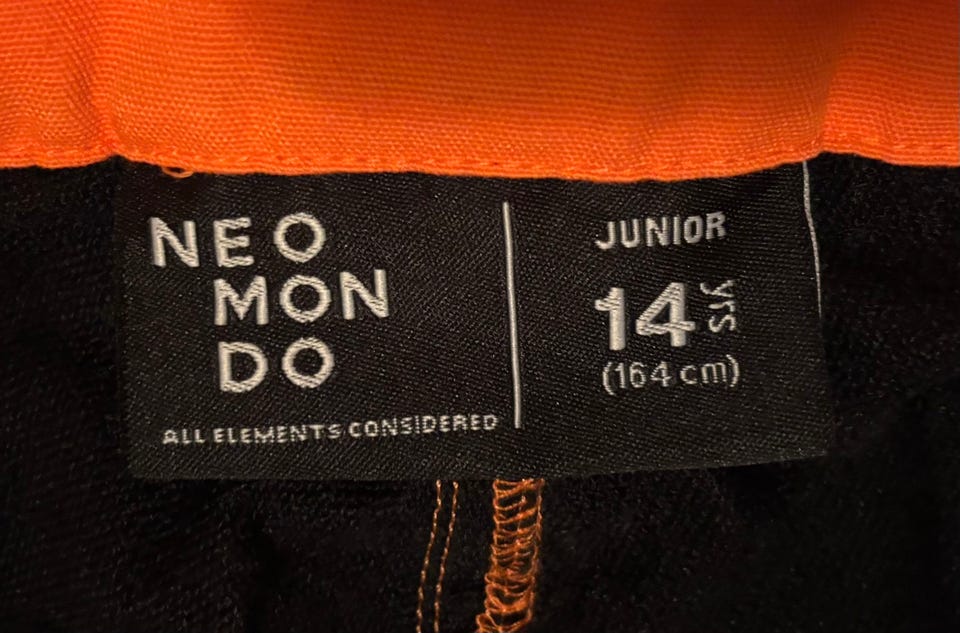 NEO
MON
DO
ALL ELEMENTS CONSIDERED
JUNIOR
14 yrs
(164 cm)